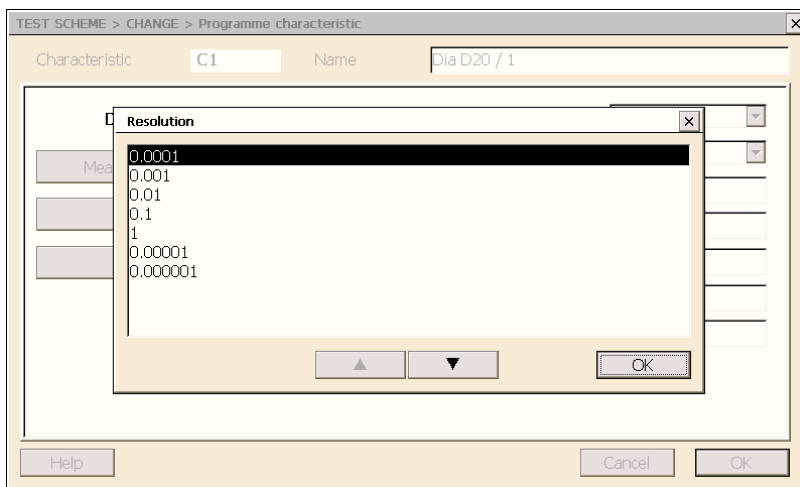 TEST SCHEME > CHANGE > Programme characteristic
Characteristic C1 Name Dia D20 / 1
Resolution
0.0001
0.001
0.01
0.1
1
0.00001
0.000001
OK
Help Cancel OK